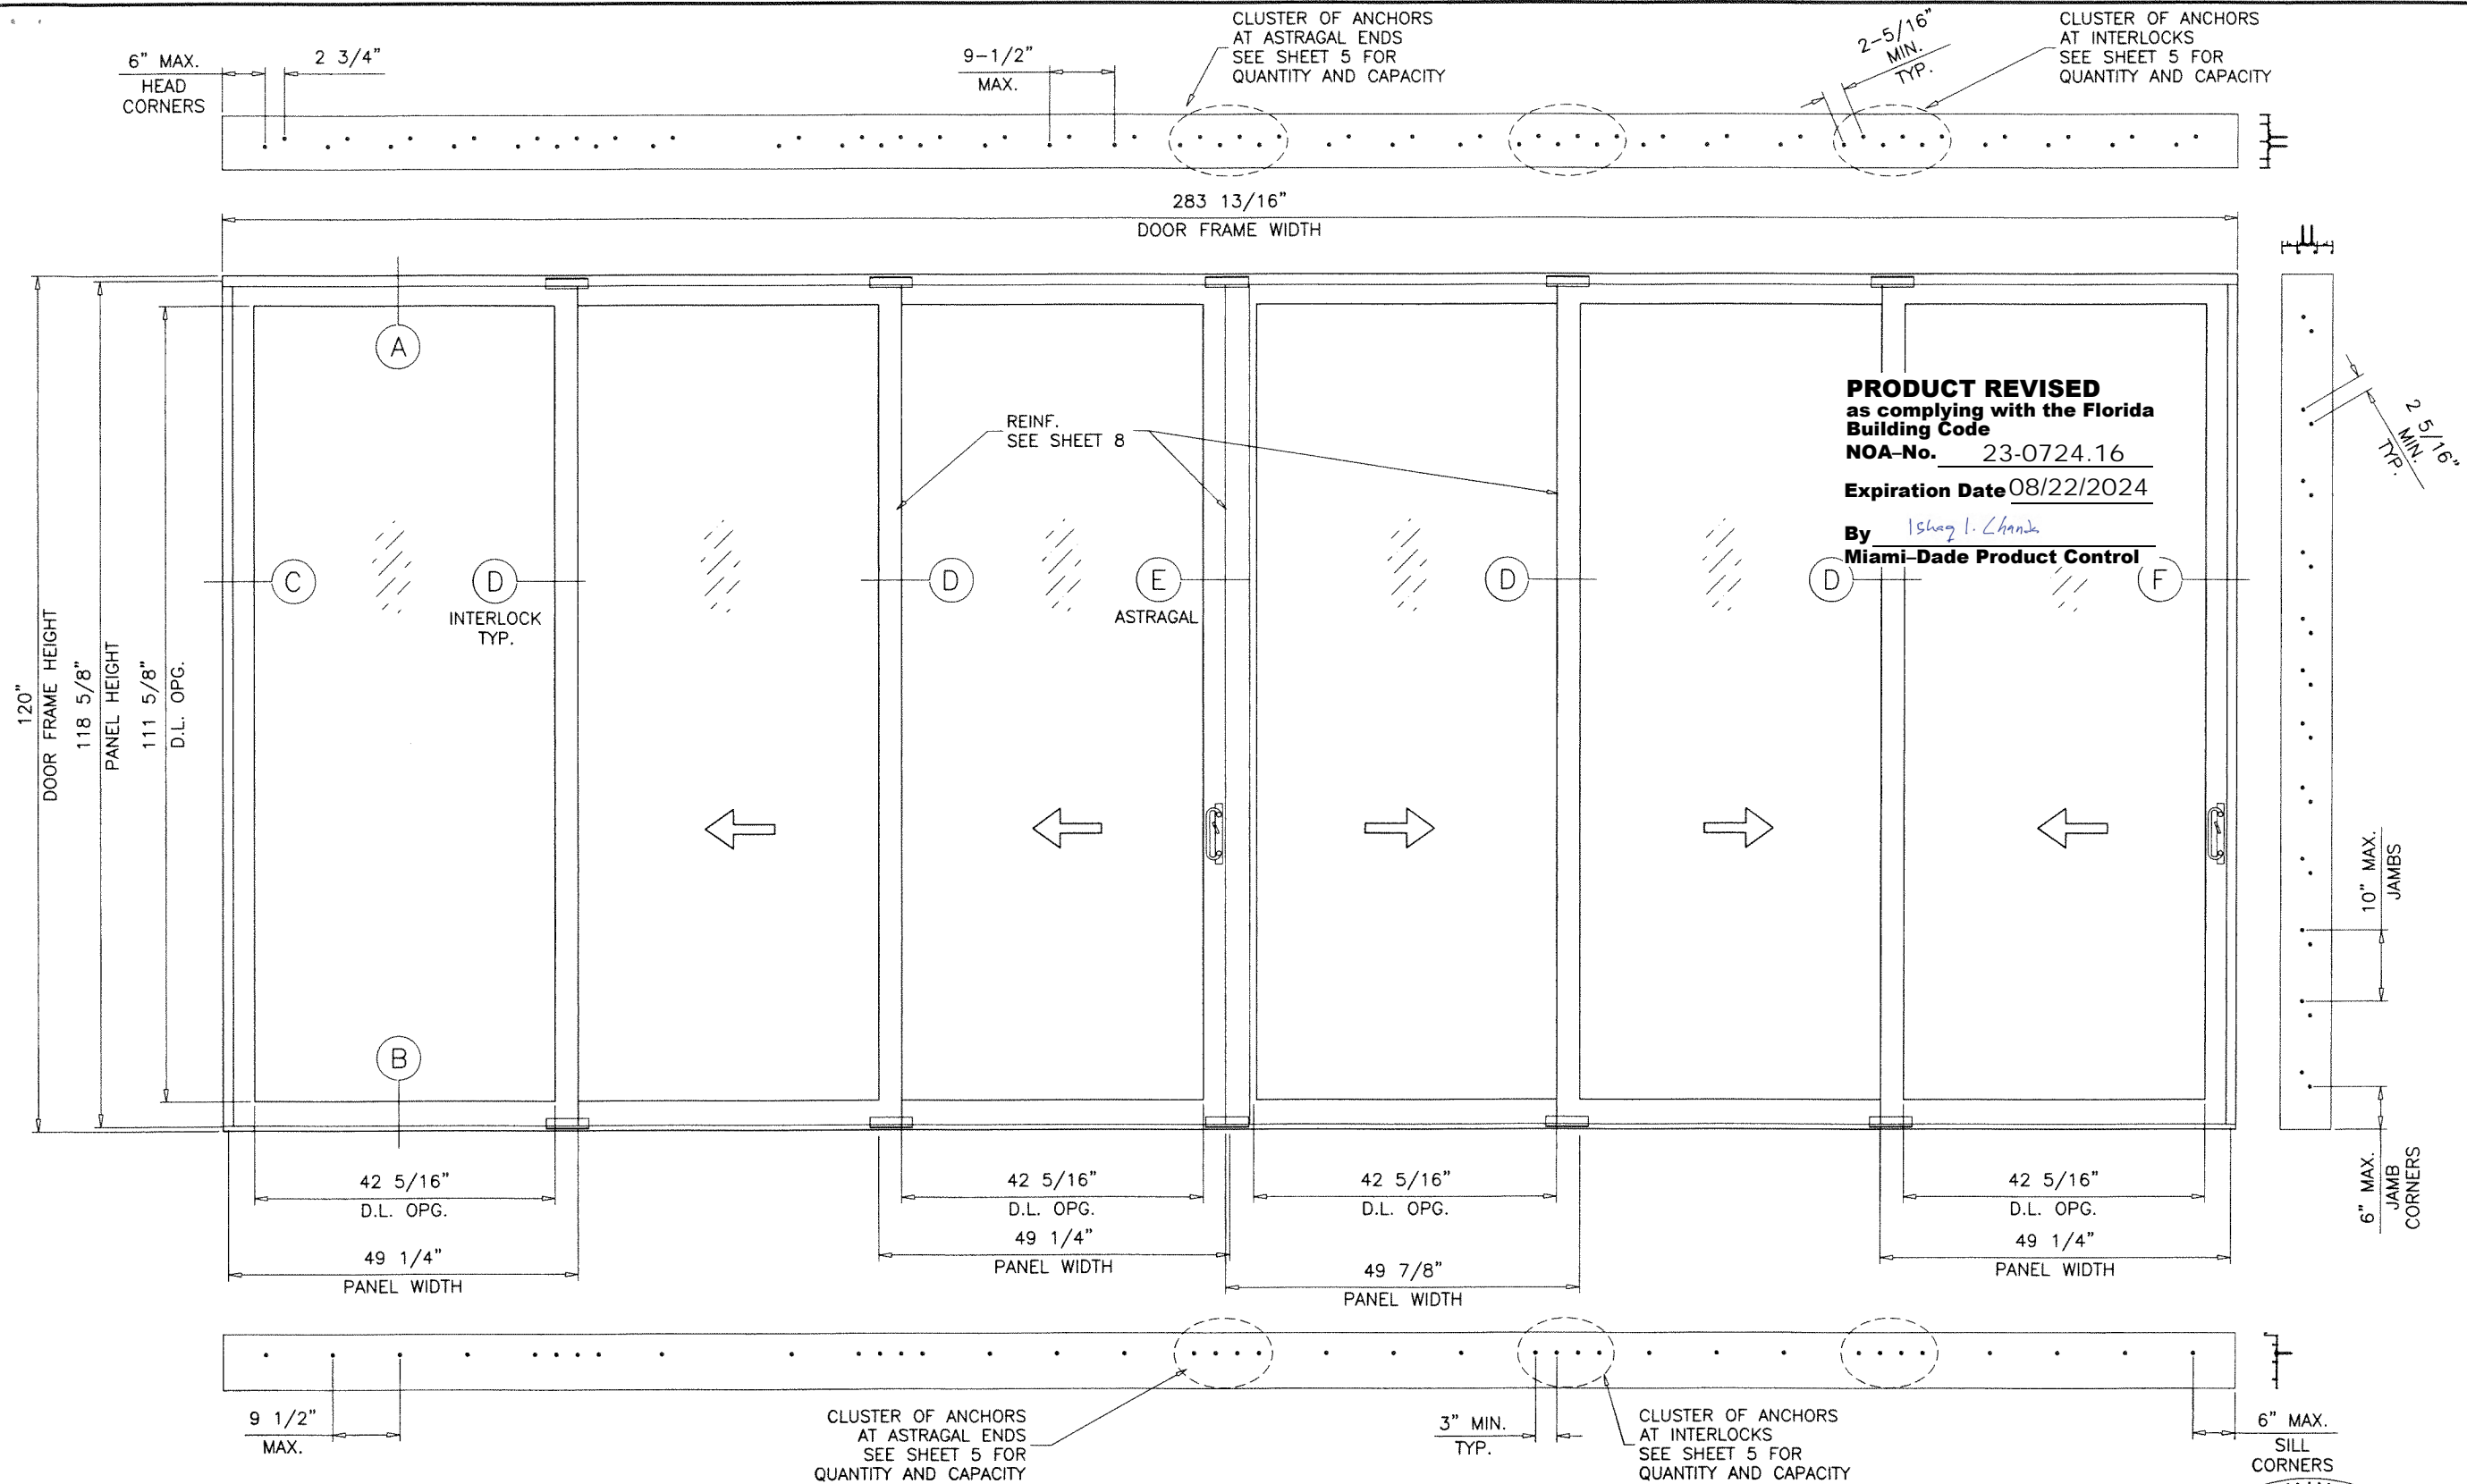 6" MAX.
HEAD
CORNERS
2 3/4"
9-1/2"
MAX.
CLUSTER OF ANCHORS
AT ASTRAGAL ENDS
SEE SHEET 5 FOR
QUANTITY AND CAPACITY
2-5/16"
MIN.
TYP.
CLUSTER OF ANCHORS
AT INTERLOCKS
SEE SHEET 5 FOR
QUANTITY AND CAPACITY
283 13/16"
DOOR FRAME WIDTH
A
REINF.
SEE SHEET 8
PRODUCT REVISED
as complying with the Florida
Building Code
NOA-No. 23-0724.16
Expiration Date 08/22/2024
By Ishaq I. Chanda
Miami-Dade Product Control
2 5/16"
MIN.
TYP.
C
D
INTERLOCK
TYP.
D
E
ASTRAGAL
D
D
F
120"
DOOR FRAME HEIGHT
118 5/8"
PANEL HEIGHT
111 5/8"
D.L. OPG.
B
10" MAX.
JAMBS
6" MAX.
JAMB
CORNERS
42 5/16"
D.L. OPG.
42 5/16"
D.L. OPG.
42 5/16"
D.L. OPG.
42 5/16"
D.L. OPG.
49 1/4"
PANEL WIDTH
49 1/4"
PANEL WIDTH
49 7/8"
PANEL WIDTH
49 1/4"
PANEL WIDTH
9 1/2"
MAX.
CLUSTER OF ANCHORS
AT ASTRAGAL ENDS
SEE SHEET 5 FOR
QUANTITY AND CAPACITY
3" MIN.
TYP.
CLUSTER OF ANCHORS
AT INTERLOCKS
SEE SHEET 5 FOR
QUANTITY AND CAPACITY
6" MAX.
SILL
CORNERS